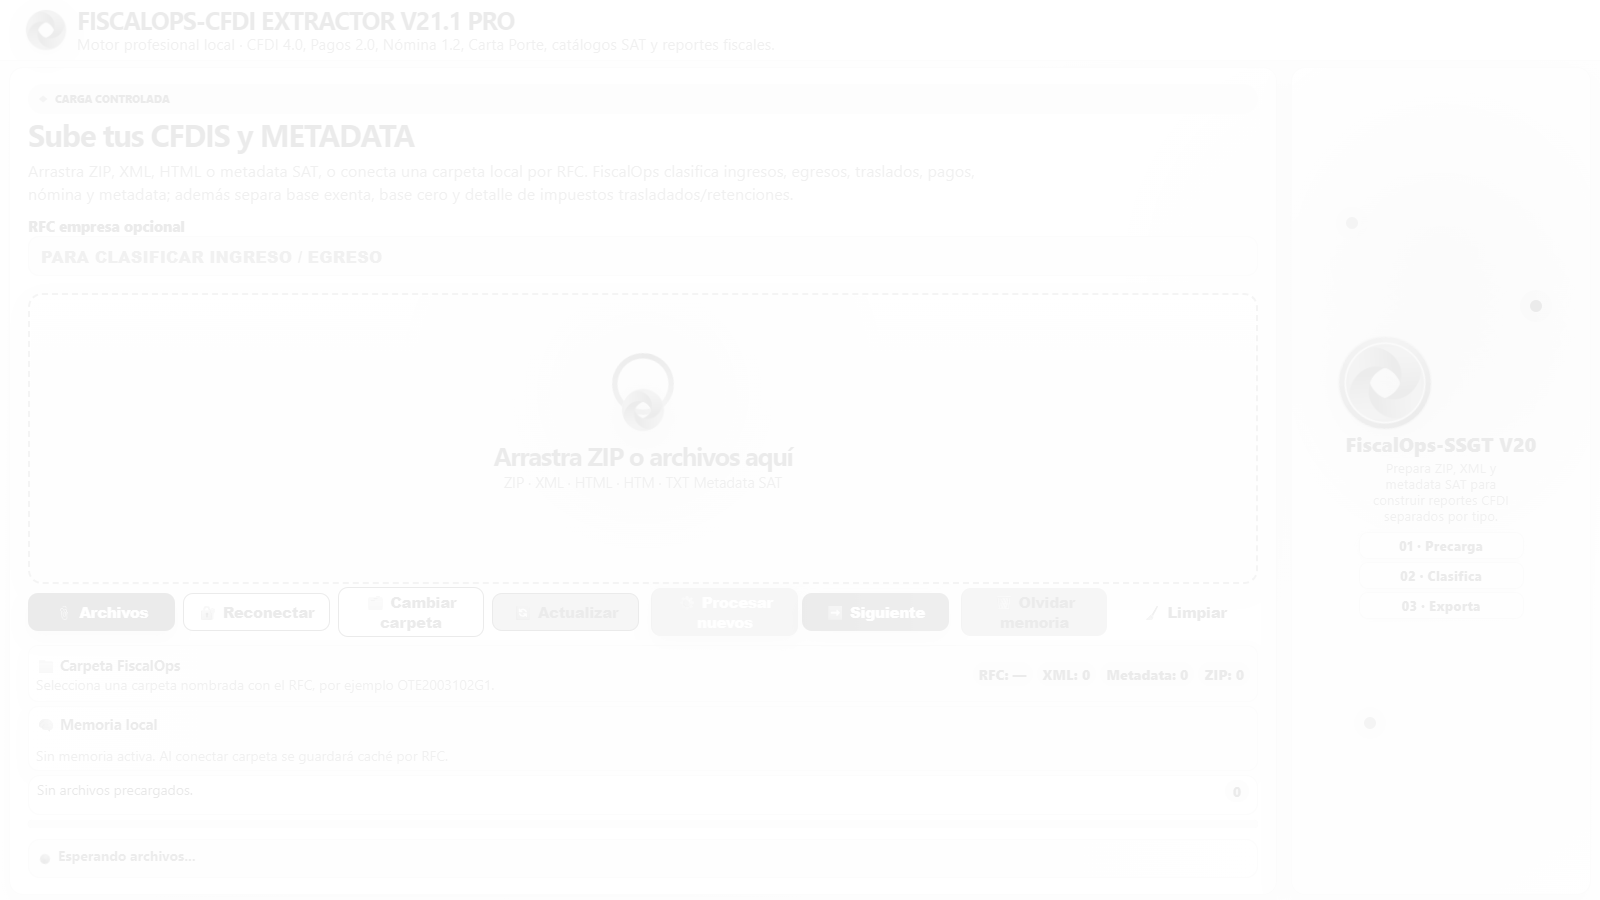 FISCALOPS-CFDI EXTRACTOR V21.1 PRO
Motor profesional local · CFDI 4.0, Pagos 2.0, Nómina 1.2, Carta Porte, catálogos SAT y reportes fiscales.
CARGA CONTROLADA
Sube tus CFDIS y METADATA
Arrastra ZIP, XML, HTML o metadata SAT, o conecta una carpeta local por RFC. FiscalOps clasifica ingresos, egresos, traslados, pagos,
nómina y metadata; además separa base exenta, base cero y detalle de impuestos trasladados/retenciones.
RFC empresa opcional
PARA CLASIFICAR INGRESO / EGRESO
Arrastra ZIP o archivos aquí
ZIP · XML · HTML · HTM · TXT Metadata SAT
Archivos
Reconectar
Cambiar
carpeta
Actualizar
Procesar
nuevos
Siguiente
Olvidar
memoria
Limpiar
Carpeta FiscalOps
Selecciona una carpeta nombrada con el RFC, por ejemplo OTE2003102G1.
RFC: — XML: 0 Metadata: 0 ZIP: 0
Memoria local
Sin memoria activa. Al conectar carpeta se guardará caché por RFC.
Sin archivos precargados.
0
Esperando archivos...
FiscalOps-SSGT V20
Prepara ZIP, XML y
metadata SAT para
construir reportes CFDI
separados por tipo.
01 · Precarga
02 · Clasifica
03 · Exporta